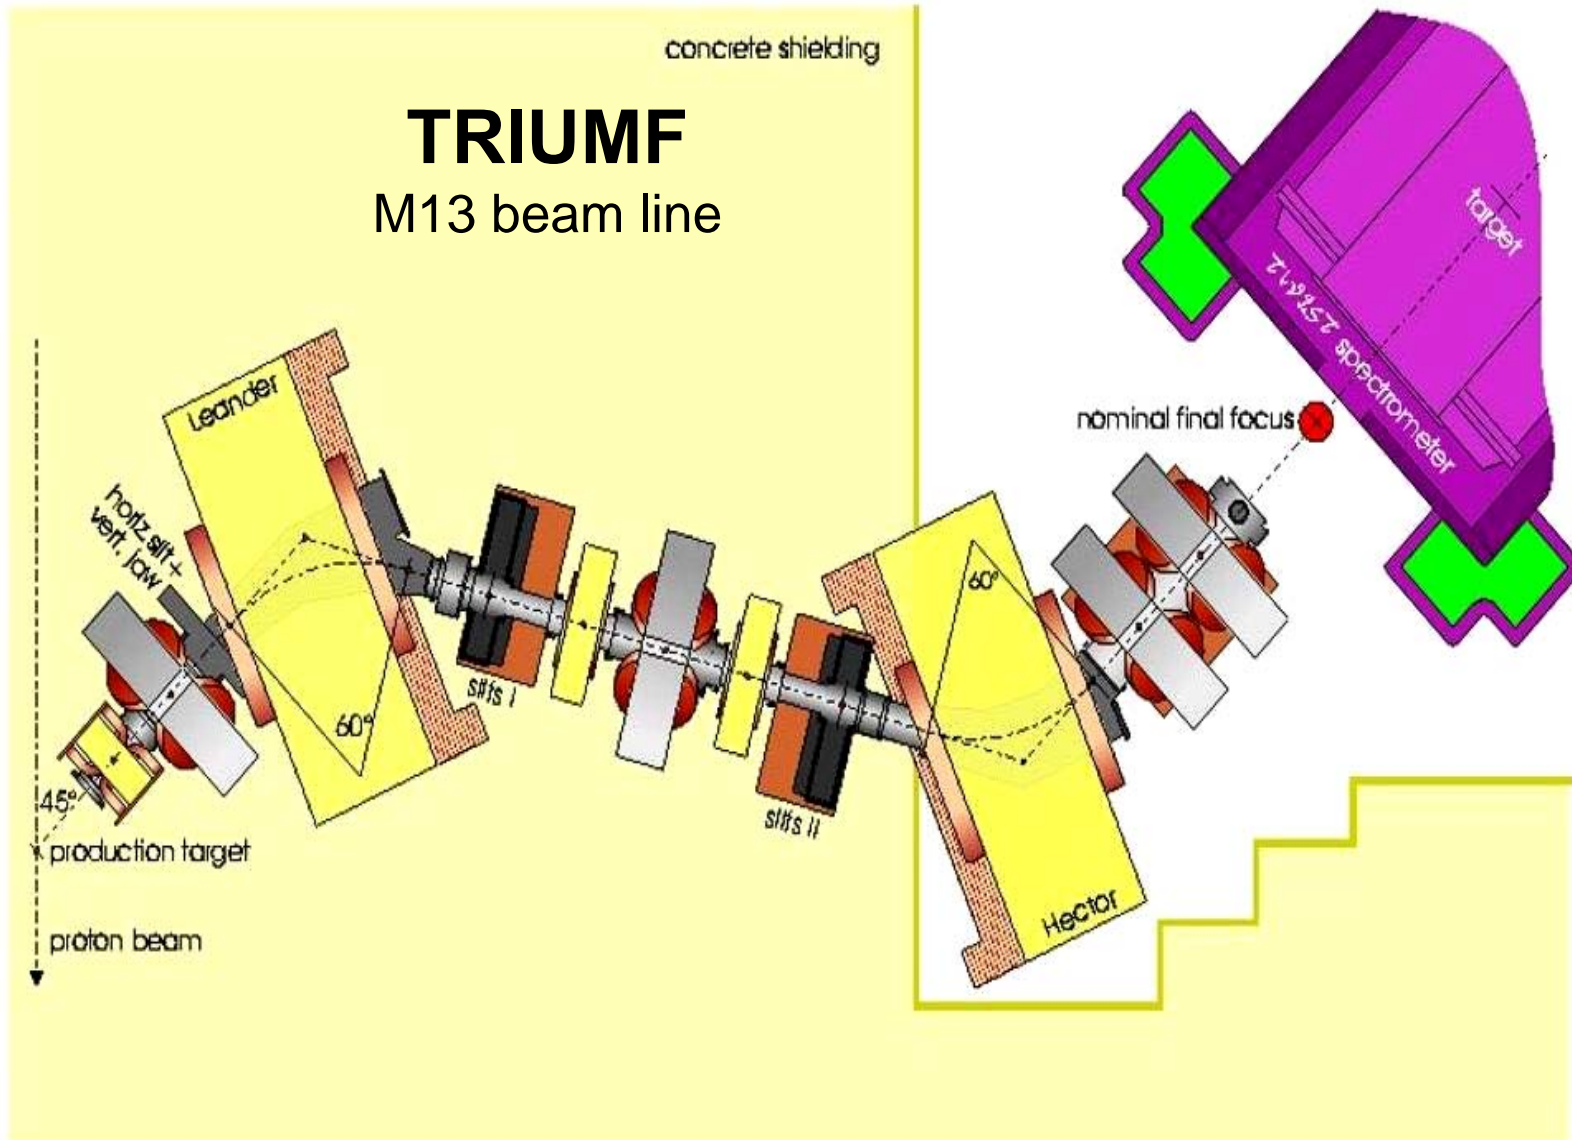 concrete shielding
TRIUMF
M13 beam line
target
spectrometer
nominal final focus
Leander
horiz slit +
vert. jaw
60°
60°
slits I
slits II
45°
production target
proton beam
Hector